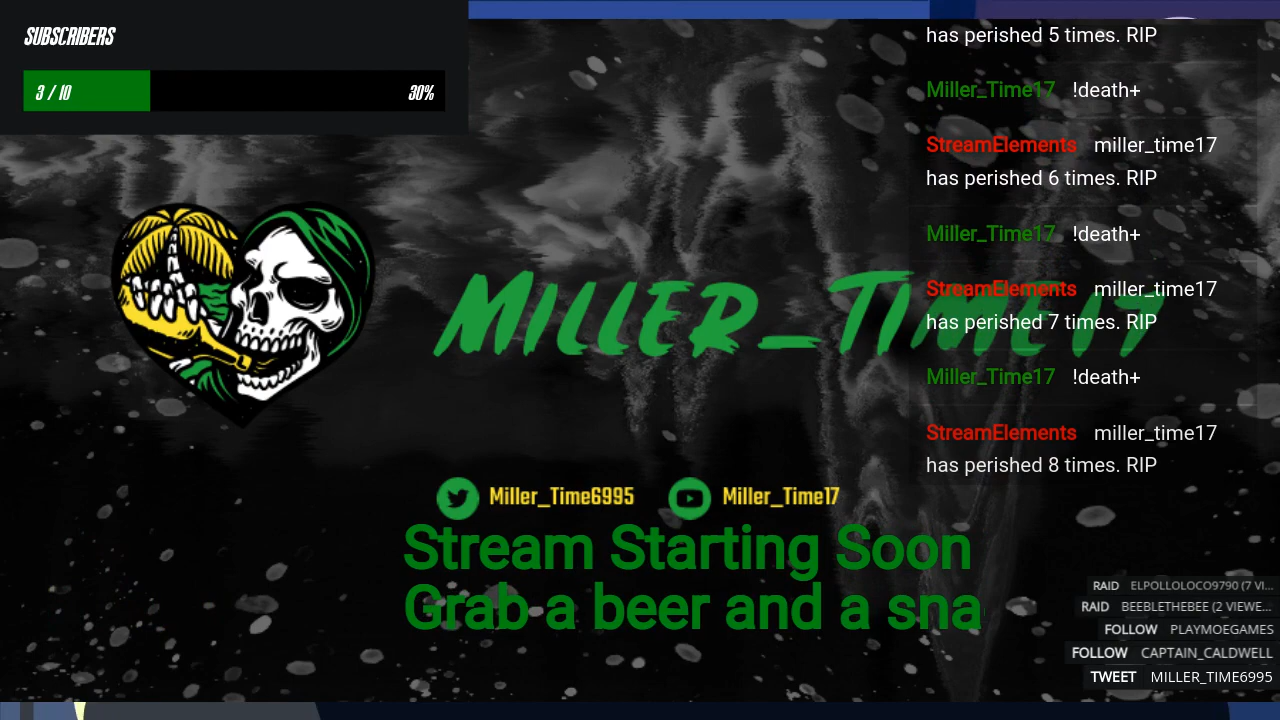 SUBSCRIBERS
3 / 10
30%
has perished 5 times. RIP
Miller_Time17 !death+
StreamElements miller_time17
has perished 6 times. RIP
Miller_Time17 !death+
StreamElements miller_time17
has perished 7 times. RIP
Miller_Time17 !death+
StreamElements miller_time17
has perished 8 times. RIP
MILLER_TIME17
Miller_Time6995
Miller_Time17
Stream Starting Soon
Grab a beer and a sna
RAID ELPOLLOLOCO9790 (7 VI...
RAID BEEBLETHEBEE (2 VIEWE...
FOLLOW PLAYMOEGAMES
FOLLOW CAPTAIN_CALDWELL
TWEET MILLER_TIME6995